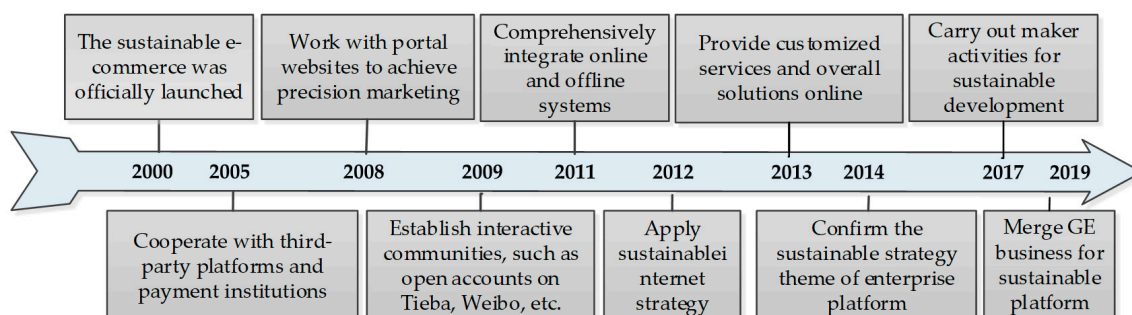 The sustainable e-
commerce was
officially launched
Work with portal
websites to achieve
precision marketing
Comprehensively
integrate online
and offline
systems
Provide customized
services and overall
solutions online
Carry out maker
activities for
sustainable
development
2000 2005 2008 2009 2011 2012 2013 2014 2017 2019
Cooperate with third-
party platforms and
payment institutions
Establish interactive
communities, such as
open accounts on
Tieba, Weibo, etc.
Apply
sustainablei
nternet
strategy
Confirm the
sustainable strategy
theme of enterprise
platform
Merge GE
business for
sustainable
platform